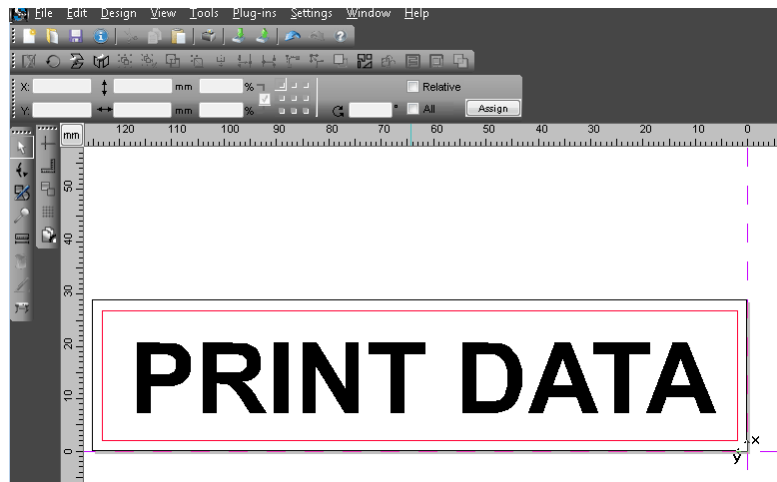 File Edit Design View Tools Plug-ins Settings Window Help
X: mm % Relative
Y: mm % ° All Assign
mm 120 110 100 90 80 70 60 50 40 30 20 10 0
50
40
30
20
10
0
PRINT DATA
x
y